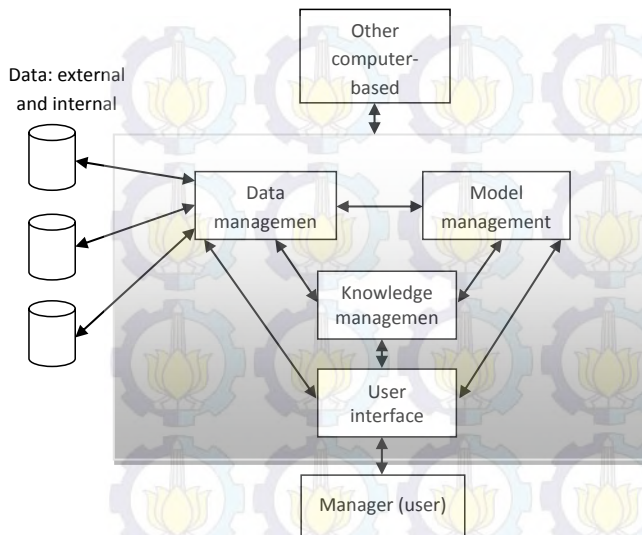 Other
computer-
based
Data: external
and internal
Data
managemen
Model
management
Knowledge
managemen
User
interface
Manager (user)